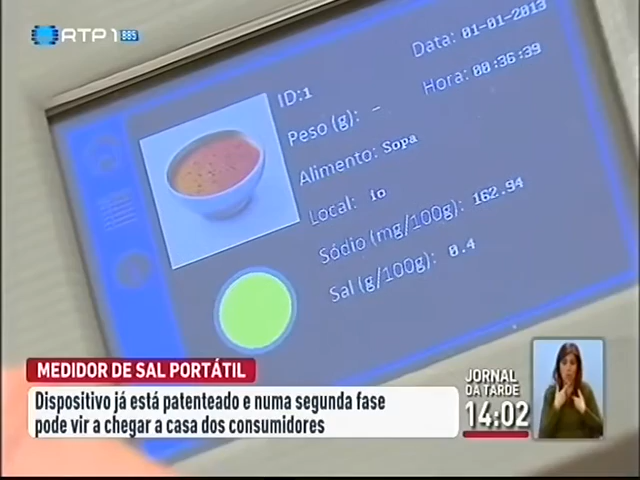 RTP1 885
Data: 01-01-2013
Hora: 00:36:39
ID:1
Peso (g): -
Alimento: Sopa
Local: io
Sódio (mg/100g): 162.94
Sal (g/100g): 0.4
MEDIDOR DE SAL PORTÁTIL
Dispositivo já está patenteado e numa segunda fase
pode vir a chegar a casa dos consumidores
JORNAL
DA TARDE
14:02